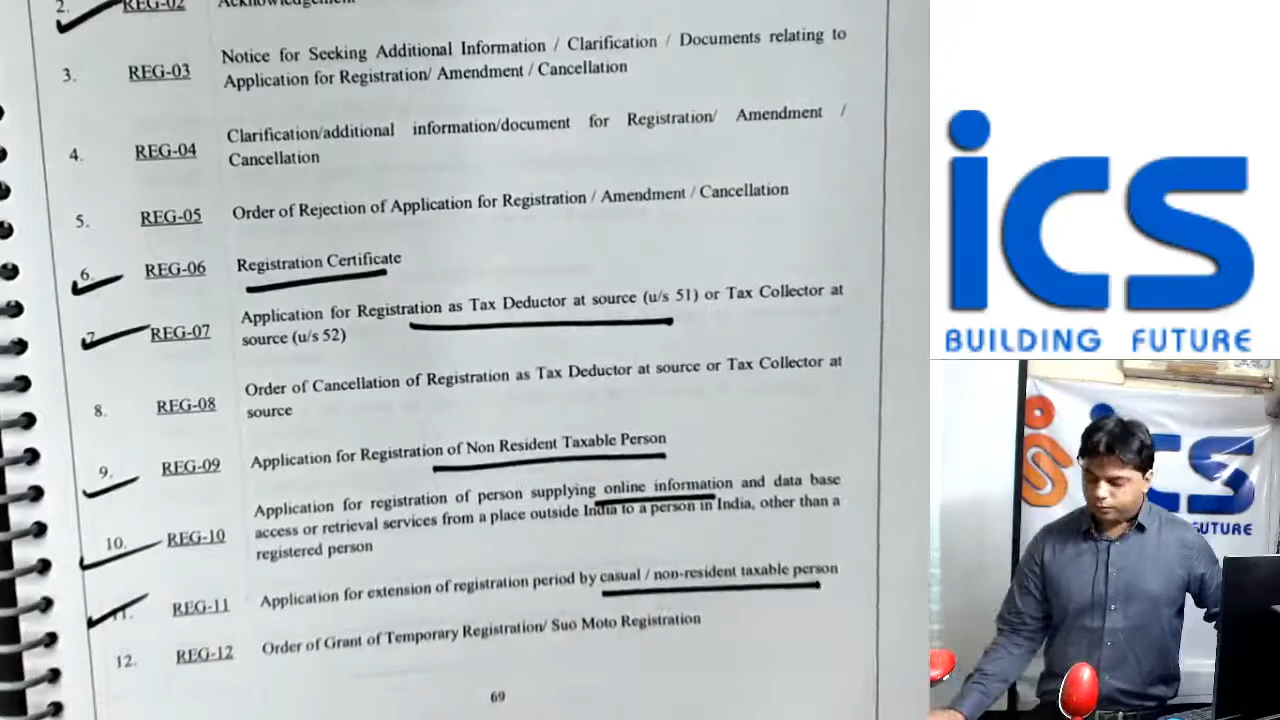 2. REG-02 Acknowledgement
3. REG-03 Notice for Seeking Additional Information / Clarification / Documents relating to
Application for Registration/ Amendment / Cancellation
4. REG-04 Clarification/additional information/document for Registration/ Amendment /
Cancellation
5. REG-05 Order of Rejection of Application for Registration / Amendment / Cancellation
6. REG-06 Registration Certificate
7. REG-07 Application for Registration as Tax Deductor at source (u/s 51) or Tax Collector at
source (u/s 52)
8. REG-08 Order of Cancellation of Registration as Tax Deductor at source or Tax Collector at
source
9. REG-09 Application for Registration of Non Resident Taxable Person
10. REG-10 Application for registration of person supplying online information and data base
access or retrieval services from a place outside India to a person in India, other than a
registered person
11. REG-11 Application for extension of registration period by casual / non-resident taxable person
12. REG-12 Order of Grant of Temporary Registration/ Suo Moto Registration
69
ics
BUILDING FUTURE
ics
FUTURE